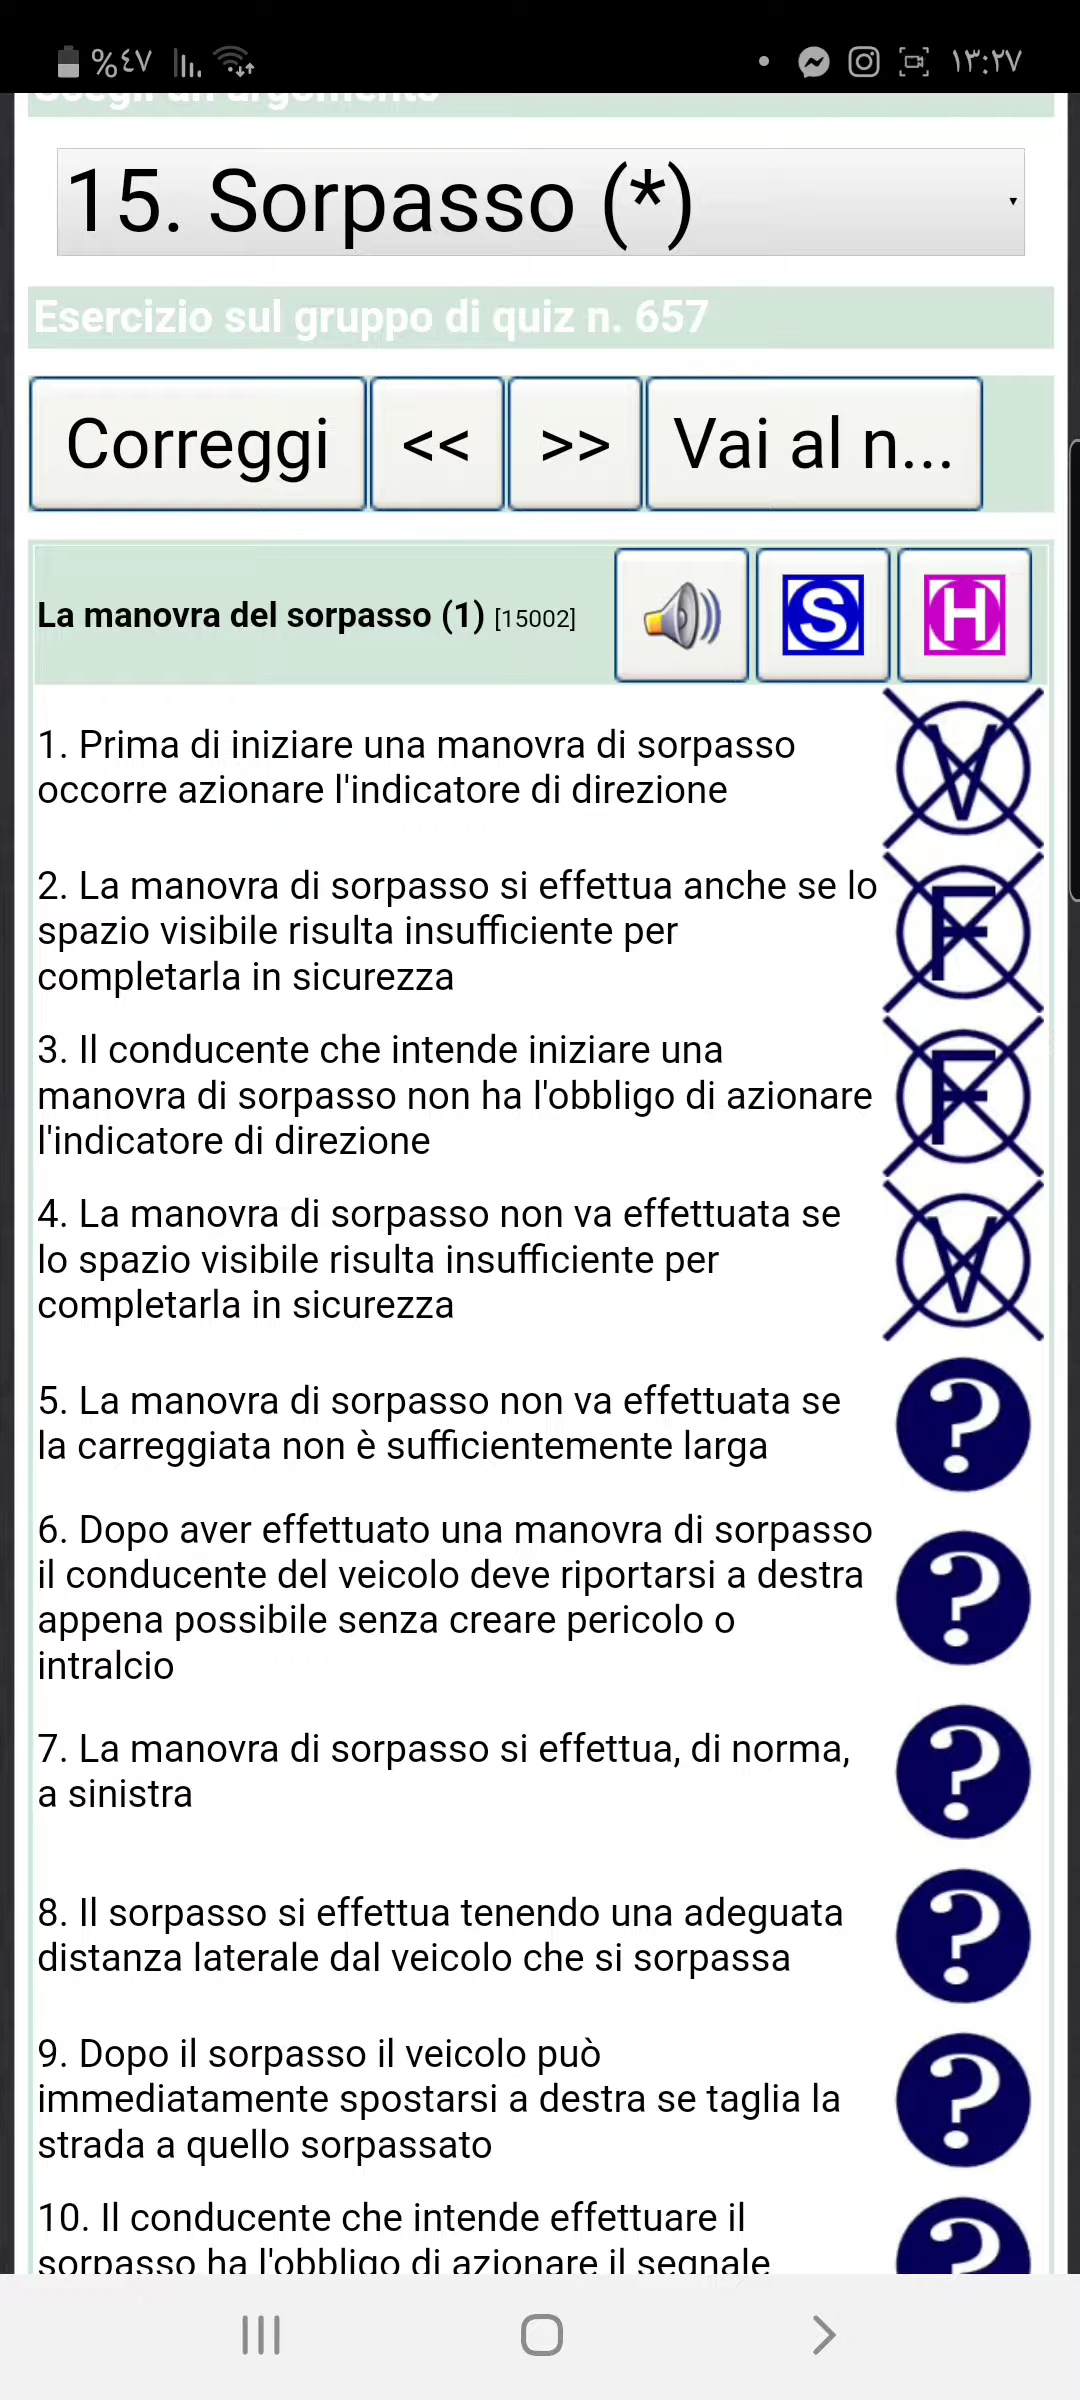 %٤٧
١٣:٢٧
Scegli un argomento
15. Sorpasso (*)
Esercizio sul gruppo di quiz n. 657
Correggi << >> Vai al n...
La manovra del sorpasso (1) [15002] S H
1. Prima di iniziare una manovra di sorpasso
occorre azionare l'indicatore di direzione
V
2. La manovra di sorpasso si effettua anche se lo
spazio visibile risulta insufficiente per
completarla in sicurezza
F
3. Il conducente che intende iniziare una
manovra di sorpasso non ha l'obbligo di azionare
l'indicatore di direzione
F
4. La manovra di sorpasso non va effettuata se
lo spazio visibile risulta insufficiente per
completarla in sicurezza
V
5. La manovra di sorpasso non va effettuata se
la carreggiata non è sufficientemente larga
?
6. Dopo aver effettuato una manovra di sorpasso
il conducente del veicolo deve riportarsi a destra
appena possibile senza creare pericolo o
intralcio
?
7. La manovra di sorpasso si effettua, di norma,
a sinistra
?
8. Il sorpasso si effettua tenendo una adeguata
distanza laterale dal veicolo che si sorpassa
?
9. Dopo il sorpasso il veicolo può
immediatamente spostarsi a destra se taglia la
strada a quello sorpassato
?
10. Il conducente che intende effettuare il
sorpasso ha l'obbligo di azionare il segnale
?